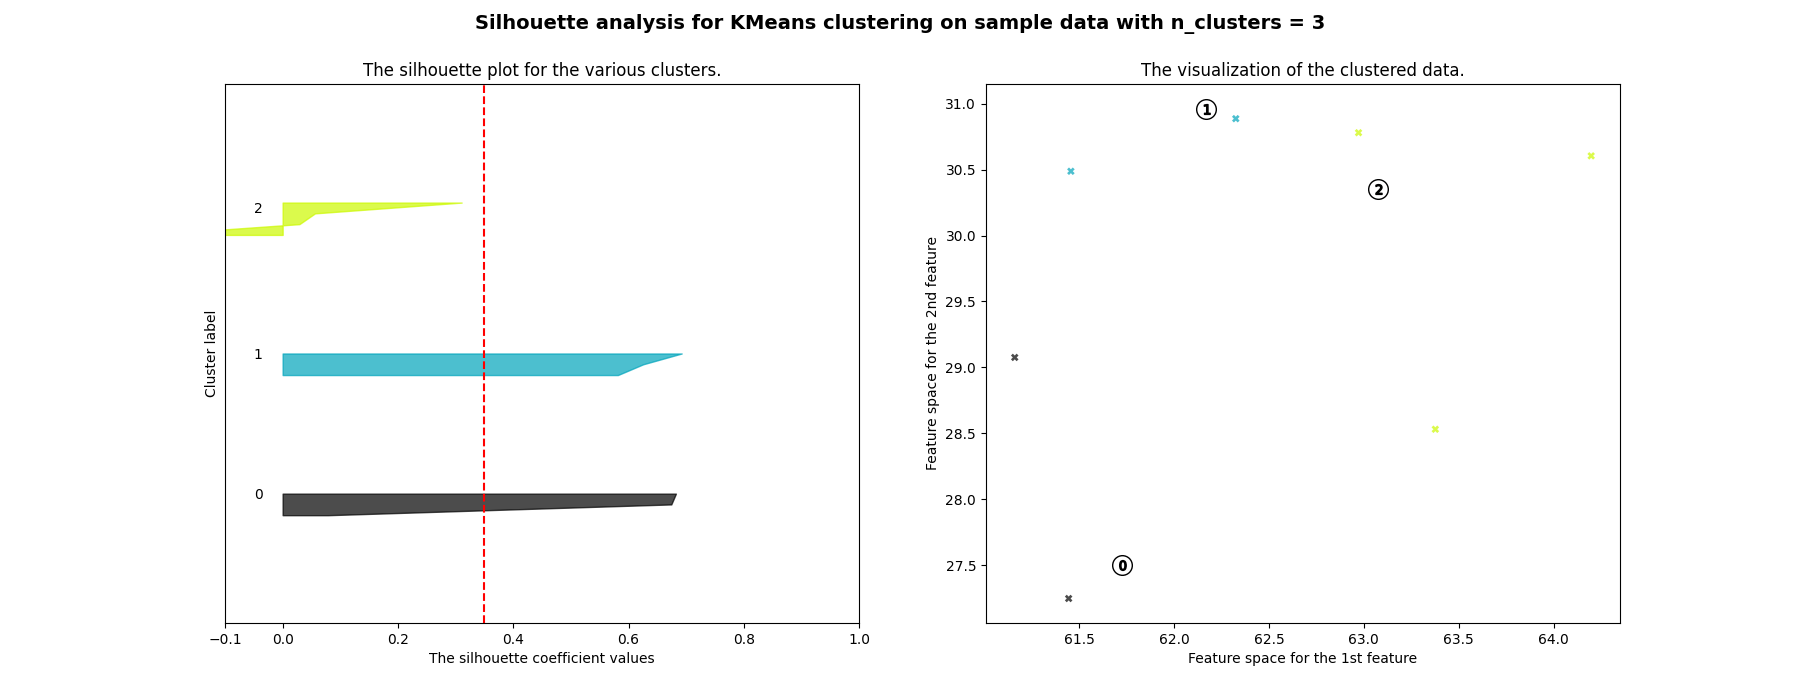 Silhouette analysis for KMeans clustering on sample data with n_clusters = 3
The silhouette plot for the various clusters.
2
1
0
Cluster label
−0.1 0.0 0.2 0.4 0.6 0.8 1.0
The silhouette coefficient values
The visualization of the clustered data.
31.0
30.5
30.0
29.5
29.0
28.5
28.0
27.5
Feature space for the 2nd feature
1
2
0
61.5 62.0 62.5 63.0 63.5 64.0
Feature space for the 1st feature